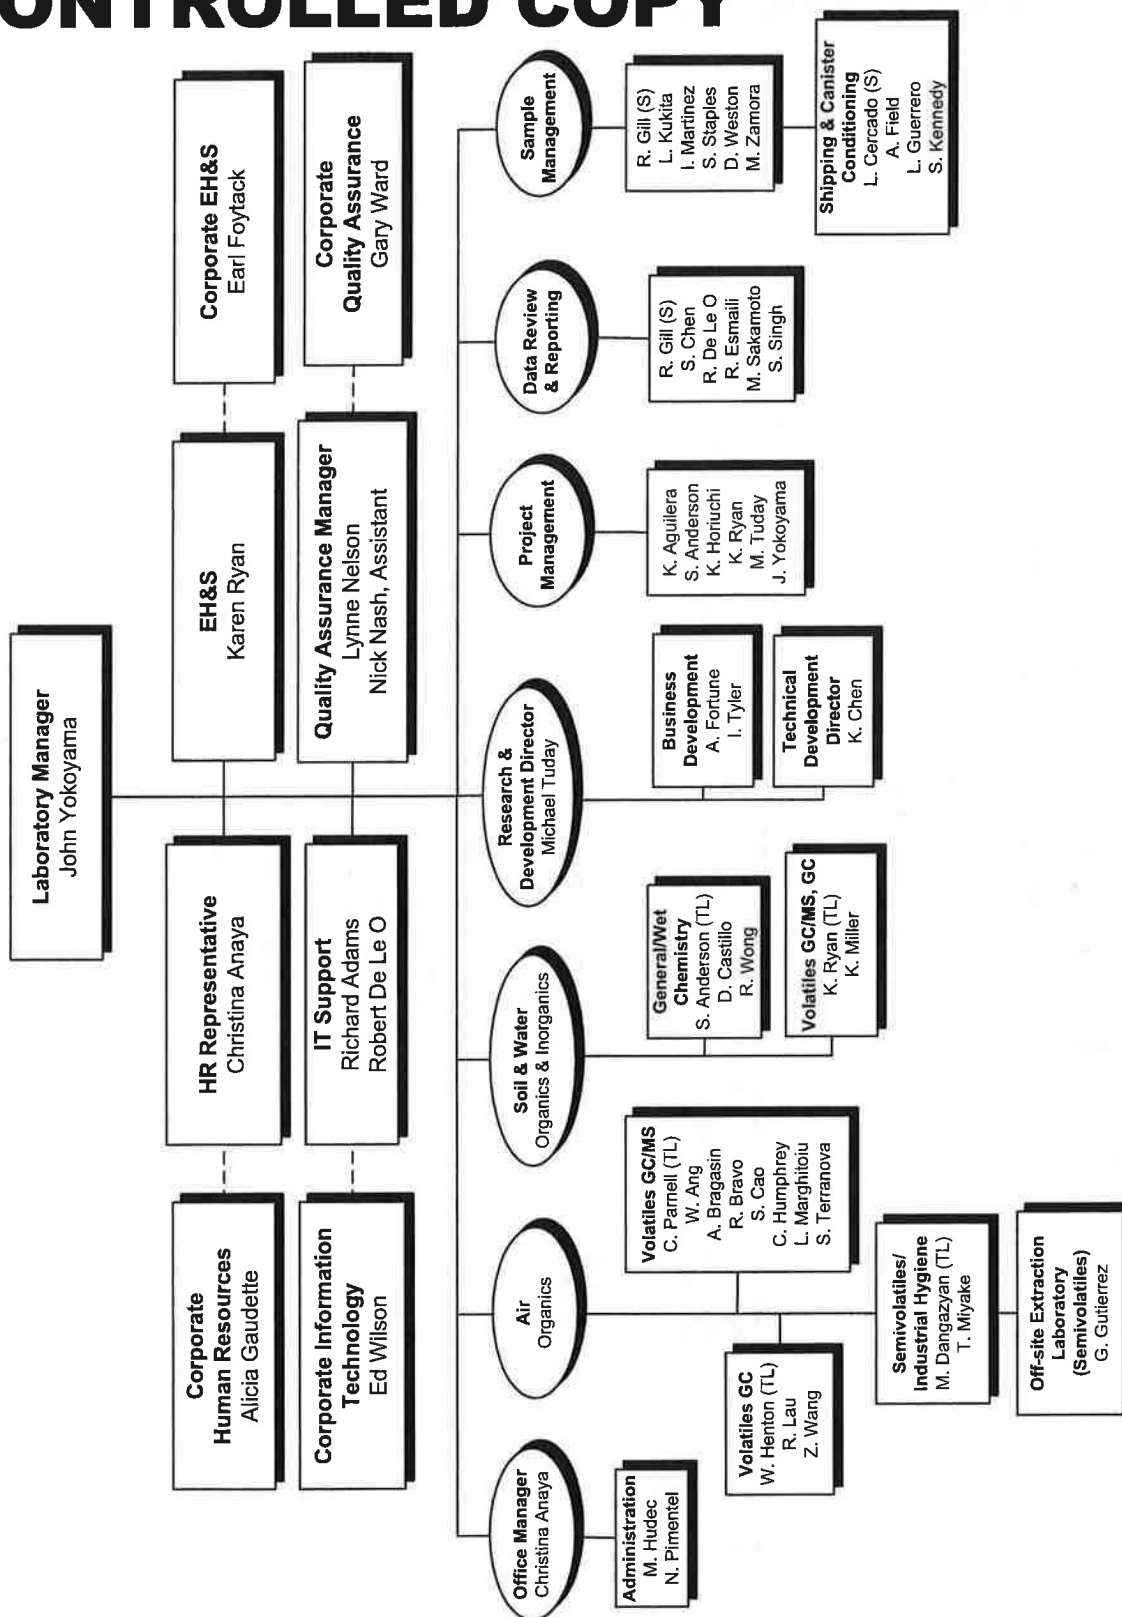 ONTROLLED COPY
Laboratory Manager
John Yokoyama
Corporate
Human Resources
Alicia Gaudette
HR Representative
Christina Anaya
EH&S
Karen Ryan
Corporate EH&S
Earl Foytack
Corporate Information
Technology
Ed Wilson
IT Support
Richard Adams
Robert De Le O
Quality Assurance Manager
Lynne Nelson
Nick Nash, Assistant
Corporate
Quality Assurance
Gary Ward
Office Manager
Christina Anaya
Administration
M. Hudec
N. Pimentel
Air
Organics
Volatiles GC/MS
C. Parnell (TL)
W. Ang
A. Bragasin
R. Bravo
S. Cao
C. Humphrey
L. Marghitoiu
S. Terranova
Volatiles GC
W. Henton (TL)
R. Lau
Z. Wang
Semivolatiles/
Industrial Hygiene
M. Dangazyan (TL)
T. Miyake
Off-site Extraction
Laboratory
(Semivolatiles)
G. Gutierrez
Soil & Water
Organics & Inorganics
General/Wet
Chemistry
S. Anderson (TL)
D. Castillo
R. Wong
Volatiles GC/MS, GC
K. Ryan (TL)
K. Miller
Research &
Development Director
Michael Tuday
Business
Development
A. Fortune
I. Tyler
Technical
Development
Director
K. Chen
Project
Management
K. Aguilera
S. Anderson
K. Horiuchi
K. Ryan
M. Tuday
J. Yokoyama
Data Review
& Reporting
R. Gill (S)
S. Chen
R. De Le O
R. Esmaili
M. Sakamoto
S. Singh
Sample
Management
R. Gill (S)
L. Kukita
I. Martinez
S. Staples
D. Weston
M. Zamora
Shipping & Canister
Conditioning
L. Cercado (S)
A. Field
L. Guerrero
S. Kennedy